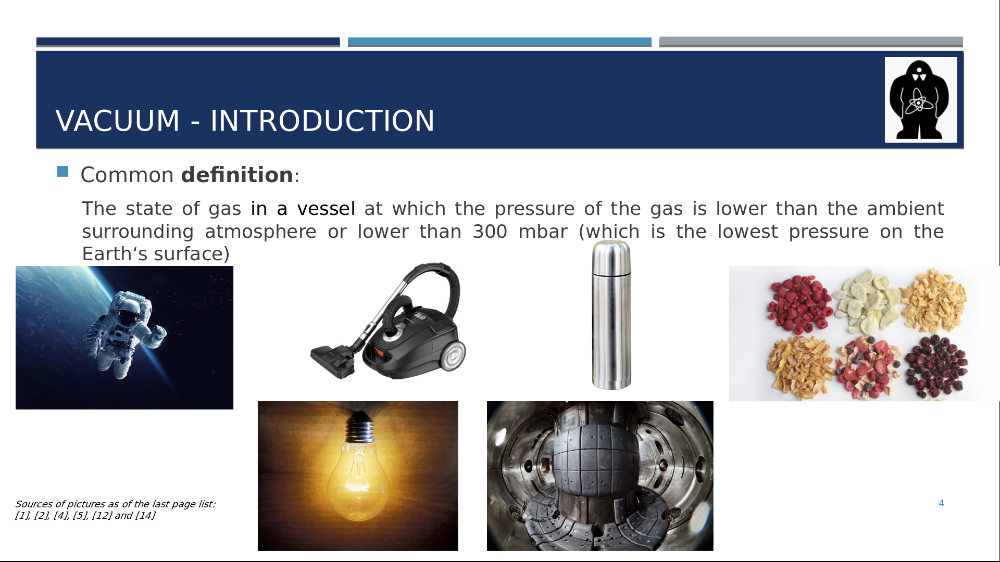 VACUUM - INTRODUCTION
Common definition:
The state of gas in a vessel at which the pressure of the gas is lower than the ambient
surrounding atmosphere or lower than 300 mbar (which is the lowest pressure on the
Earth‘s surface)
Sources of pictures as of the last page list:
[1], [2], [4], [5], [12] and [14]
4